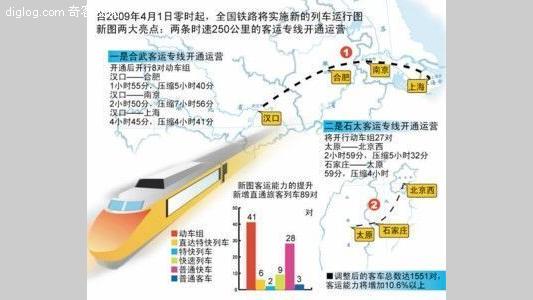 diglog.com 奇客
自2009年4月1日零时起，全国铁路将实施新的列车运行图
新图两大亮点：两条时速250公里的客运专线开通运营
一是合武客运专线开通运营
开通后开行8对动车组
汉口——合肥
1小时55分，压缩5小时40分
汉口——南京
2小时50分，压缩7小时56分
汉口——上海
4小时45分，压缩4小时41分
1
合肥
南京
上海
汉口
二是石太客运专线开通运营
将开行动车组27对
太原——北京西
2小时59分，压缩5小时32分
石家庄——太原
59分，压缩4小时
北京西
2
太原
石家庄
新图客运能力的提升
新增直通旅客列车89对
对
41
6
2
9
28
3
动车组
直达特快列车
特快列车
快速列车
普通快车
普通客车
■调整后的客车总数达1551对，
客运能力将增加10.6%以上